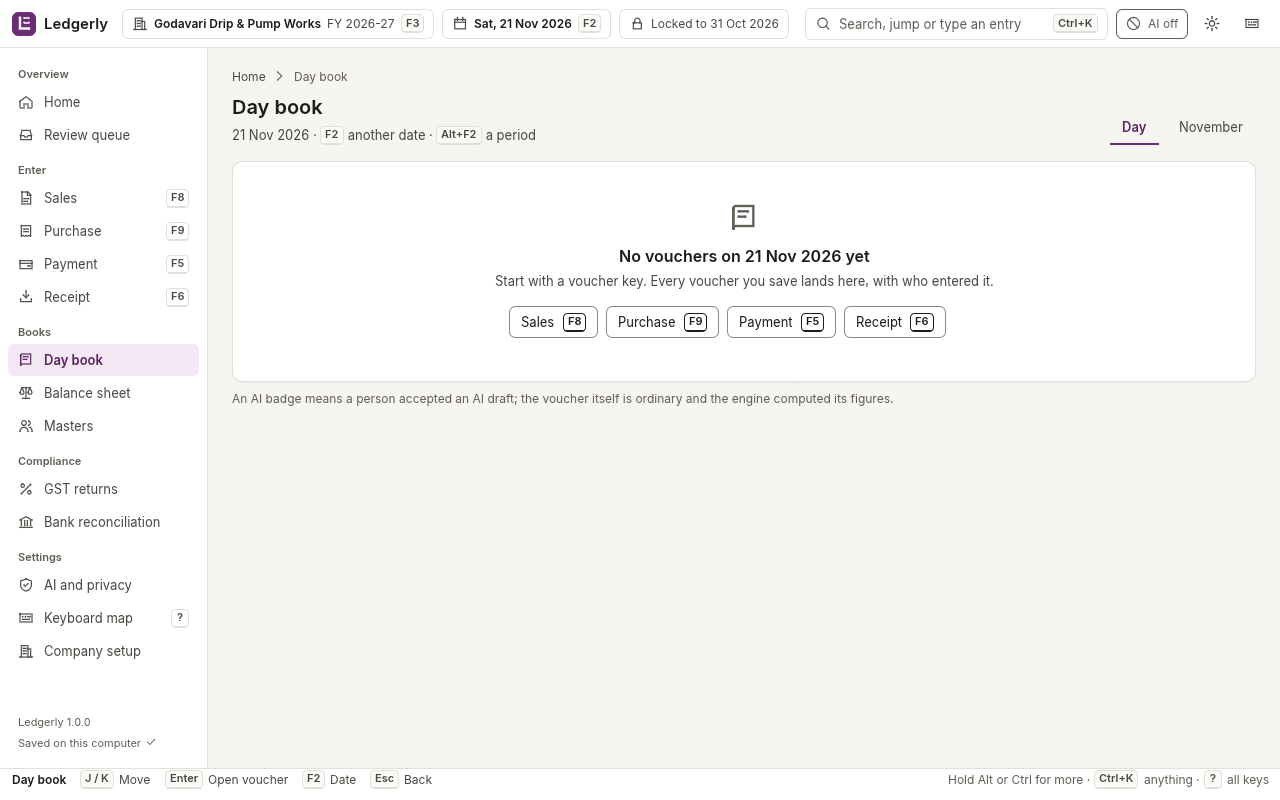 Ledgerly
Godavari Drip & Pump Works FY 2026-27 F3
Sat, 21 Nov 2026 F2
Locked to 31 Oct 2026
Search, jump or type an entry Ctrl+K
AI off
Overview
Home
Review queue
Enter
Sales F8
Purchase F9
Payment F5
Receipt F6
Books
Day book
Balance sheet
Masters
Compliance
GST returns
Bank reconciliation
Settings
AI and privacy
Keyboard map ?
Company setup
Ledgerly 1.0.0
Saved on this computer
Home Day book
Day book
21 Nov 2026 · F2 another date · Alt+F2 a period
Day November
No vouchers on 21 Nov 2026 yet
Start with a voucher key. Every voucher you save lands here, with who entered it.
Sales F8 Purchase F9 Payment F5 Receipt F6
An AI badge means a person accepted an AI draft; the voucher itself is ordinary and the engine computed its figures.
Day book J / K Move Enter Open voucher F2 Date Esc Back
Hold Alt or Ctrl for more · Ctrl+K anything · ? all keys